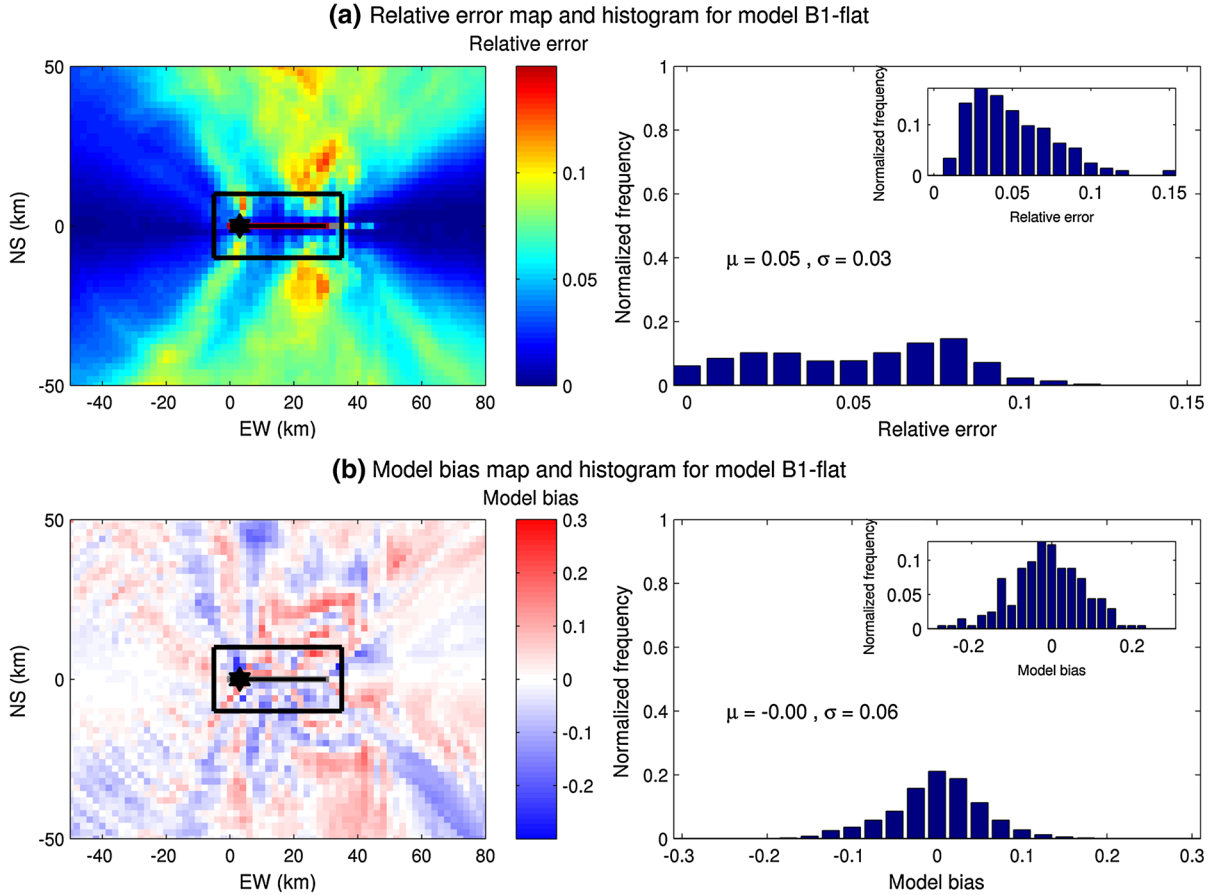 (a) Relative error map and histogram for model B1-flat
Relative error
50
0
-50
NS (km)
-40 -20 0 20 40 60 80
EW (km)
0.1
0.05
0
1
0.8
0.6
0.4
0.2
0
Normalized frequency
μ = 0.05 , σ = 0.03
0 0.05 0.1 0.15
Relative error
0.1
0
Normalized frequency
0 0.05 0.1 0.15
Relative error
(b) Model bias map and histogram for model B1-flat
Model bias
50
0
-50
NS (km)
-40 -20 0 20 40 60 80
EW (km)
0.3
0.2
0.1
0
-0.1
-0.2
1
0.8
0.6
0.4
0.2
0
Normalized frequency
μ = -0.00 , σ = 0.06
-0.3 -0.2 -0.1 0 0.1 0.2 0.3
Model bias
0.1
0.05
0
Normalized frequency
-0.2 0 0.2
Model bias